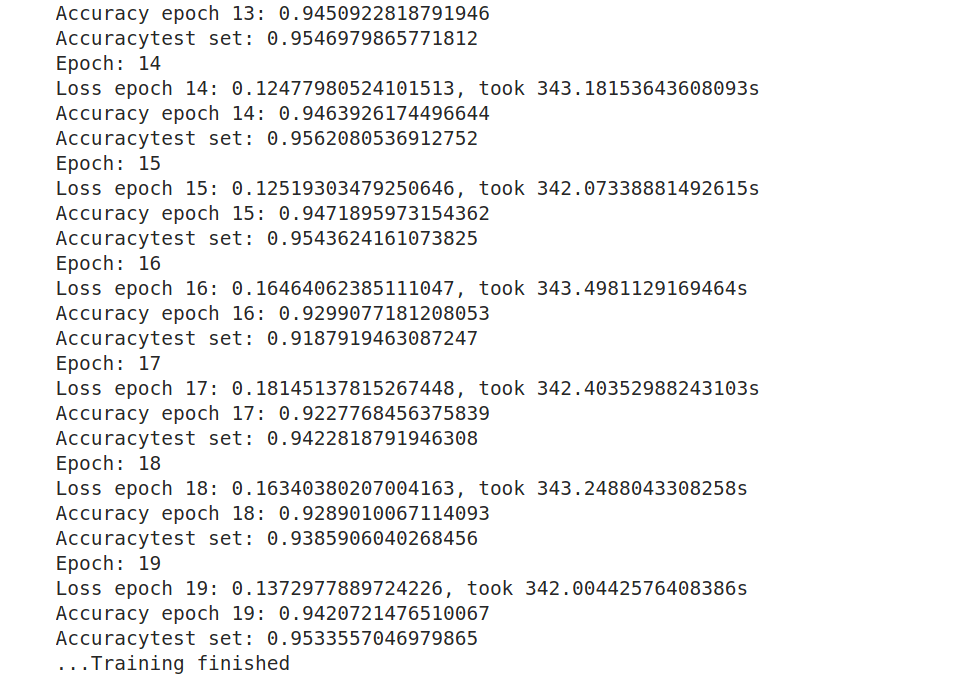 Accuracy epoch 13: 0.9450922818791946
Accuracytest set: 0.9546979865771812
Epoch: 14
Loss epoch 14: 0.12477980524101513, took 343.18153643608093s
Accuracy epoch 14: 0.9463926174496644
Accuracytest set: 0.9562080536912752
Epoch: 15
Loss epoch 15: 0.12519303479250646, took 342.07338881492615s
Accuracy epoch 15: 0.9471895973154362
Accuracytest set: 0.9543624161073825
Epoch: 16
Loss epoch 16: 0.16464062385111047, took 343.4981129169464s
Accuracy epoch 16: 0.9299077181208053
Accuracytest set: 0.9187919463087247
Epoch: 17
Loss epoch 17: 0.18145137815267448, took 342.40352988243103s
Accuracy epoch 17: 0.9227768456375839
Accuracytest set: 0.9422818791946308
Epoch: 18
Loss epoch 18: 0.16340380207004163, took 343.2488043308258s
Accuracy epoch 18: 0.9289010067114093
Accuracytest set: 0.9385906040268456
Epoch: 19
Loss epoch 19: 0.1372977889724226, took 342.00442576408386s
Accuracy epoch 19: 0.9420721476510067
Accuracytest set: 0.9533557046979865
...Training finished